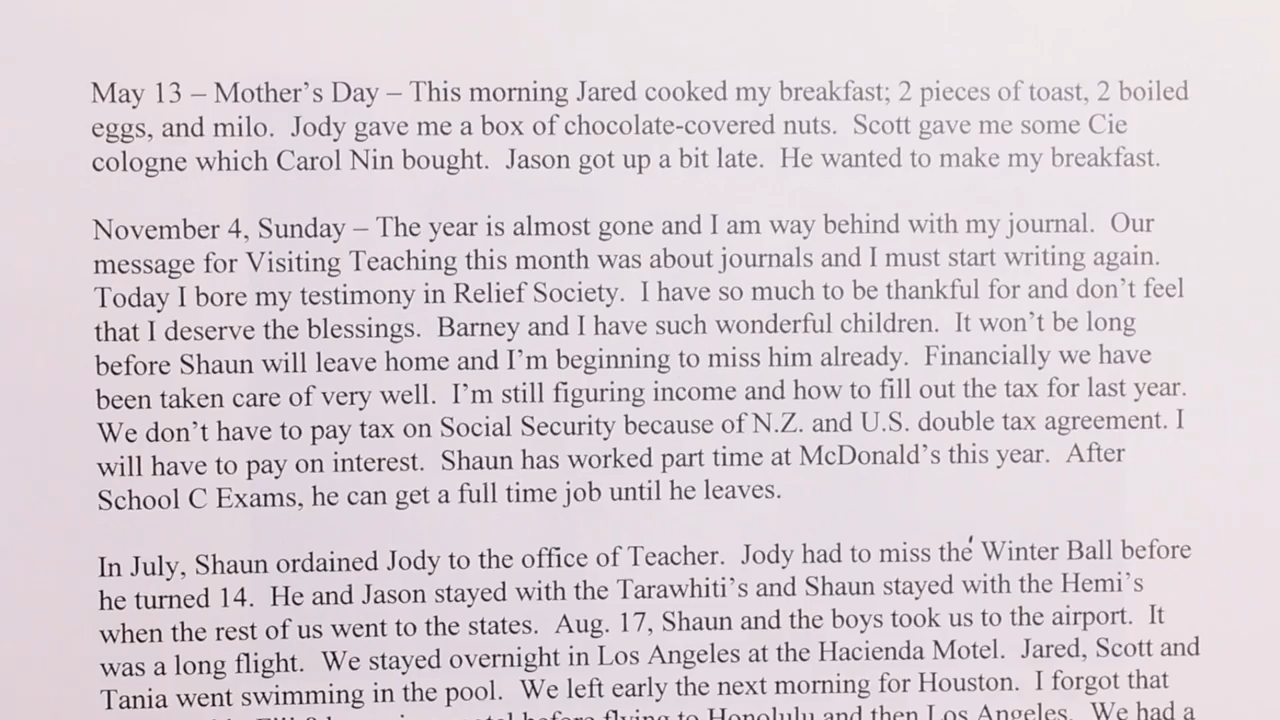 May 13 – Mother's Day – This morning Jared cooked my breakfast; 2 pieces of toast, 2 boiled
eggs, and milo.  Jody gave me a box of chocolate-covered nuts.  Scott gave me some Cie
cologne which Carol Nin bought.  Jason got up a bit late.  He wanted to make my breakfast.
November 4, Sunday – The year is almost gone and I am way behind with my journal.  Our
message for Visiting Teaching this month was about journals and I must start writing again.
Today I bore my testimony in Relief Society.  I have so much to be thankful for and don't feel
that I deserve the blessings.  Barney and I have such wonderful children.  It won't be long
before Shaun will leave home and I'm beginning to miss him already.  Financially we have
been taken care of very well.  I'm still figuring income and how to fill out the tax for last year.
We don't have to pay tax on Social Security because of N.Z. and U.S. double tax agreement. I
will have to pay on interest.  Shaun has worked part time at McDonald's this year.  After
School C Exams, he can get a full time job until he leaves.
In July, Shaun ordained Jody to the office of Teacher.  Jody had to miss the Winter Ball before
he turned 14.  He and Jason stayed with the Tarawhiti's and Shaun stayed with the Hemi's
when the rest of us went to the states.  Aug. 17, Shaun and the boys took us to the airport.  It
was a long flight.  We stayed overnight in Los Angeles at the Hacienda Motel.  Jared, Scott and
Tania went swimming in the pool.  We left early the next morning for Houston.  I forgot that
before flying to Honolulu and then Los Angeles.  We had a